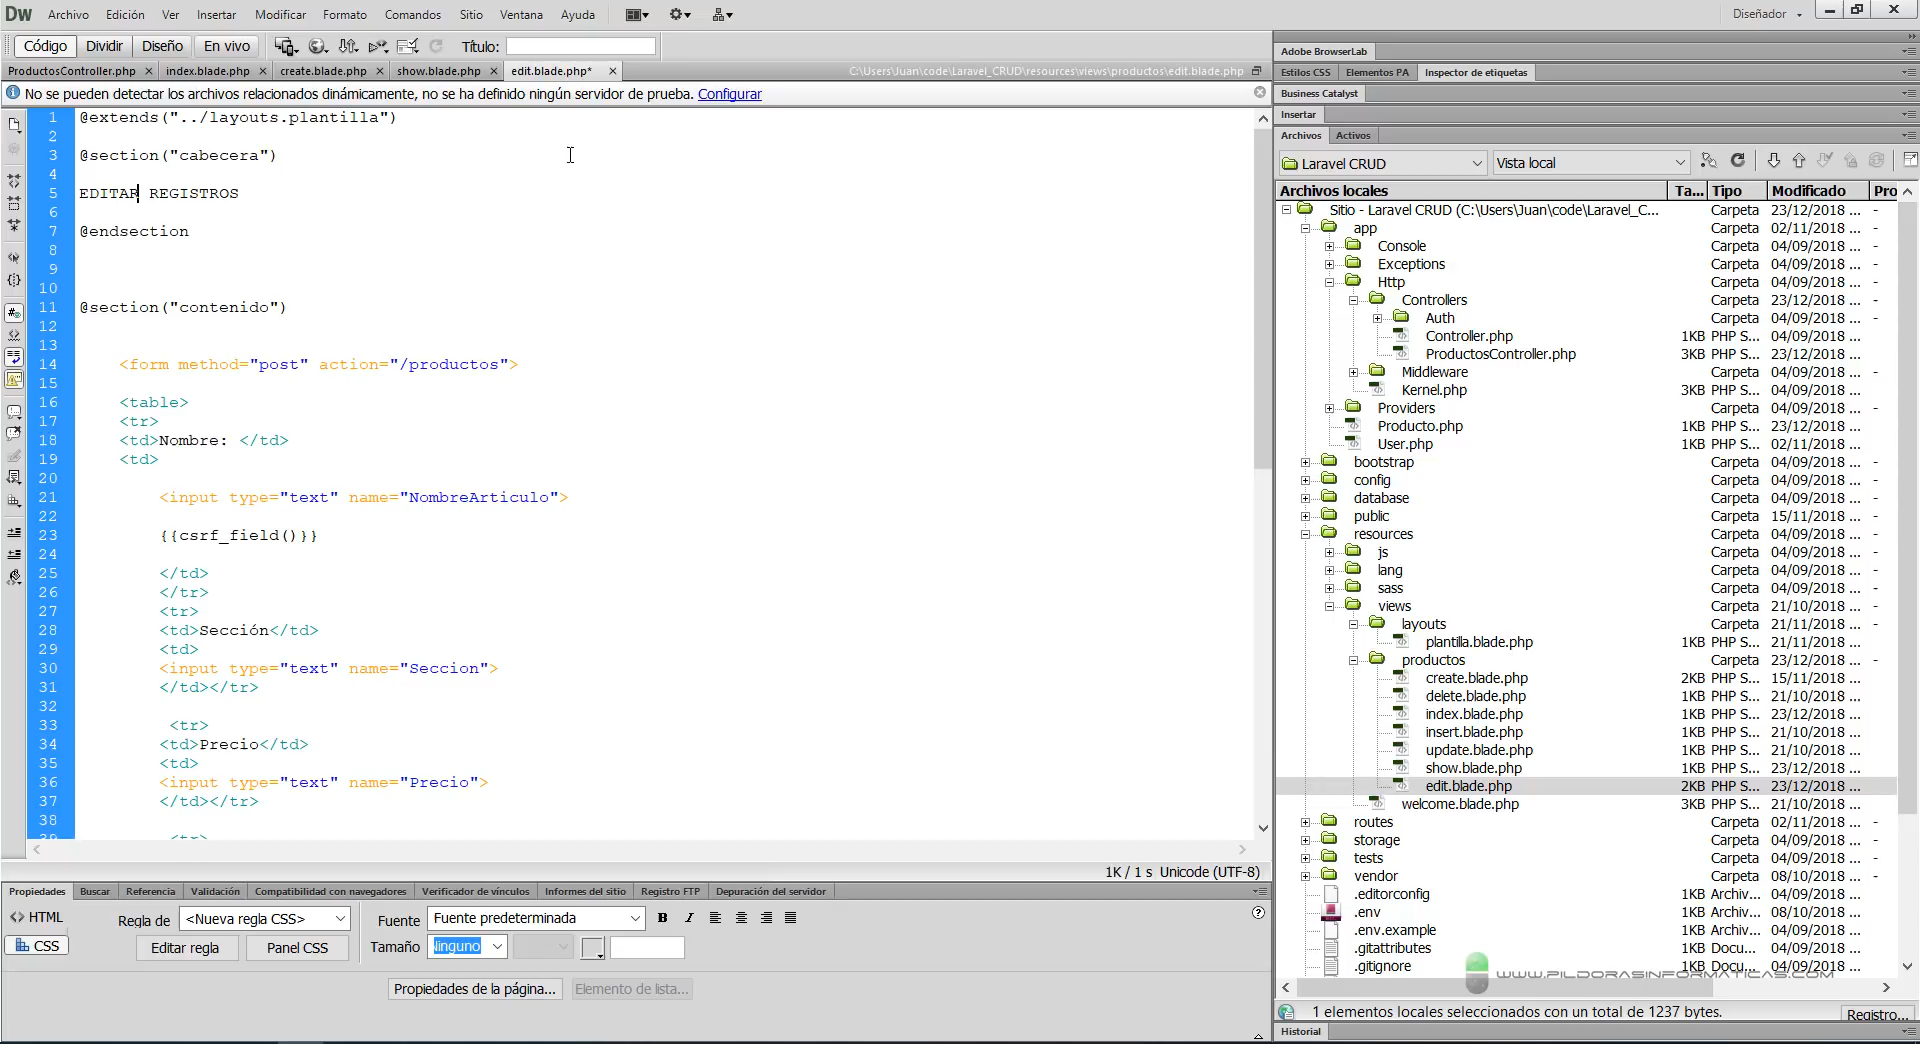 Dw Archivo Edición Ver Insertar Modificar Formato Comandos Sitio Ventana Ayuda Diseñador
Código Dividir Diseño En vivo Título:
ProductosController.php index.blade.php create.blade.php show.blade.php edit.blade.php* C:\Users\Juan\code\Laravel_CRUD\resources\views\productos\edit.blade.php
No se pueden detectar los archivos relacionados dinámicamente, no se ha definido ningún servidor de prueba. Configurar
1 @extends("../layouts.plantilla")
2
3 @section("cabecera")
4
5 EDITAR REGISTROS
6
7 @endsection
8
9
10
11 @section("contenido")
12
13
14 <form method="post" action="/productos">
15
16 <table>
17 <tr>
18 <td>Nombre: </td>
19 <td>
20
21 <input type="text" name="NombreArticulo">
22
23 {{csrf_field()}}
24
25 </td>
26 </tr>
27 <tr>
28 <td>Sección</td>
29 <td>
30 <input type="text" name="Seccion">
31 </td></tr>
32
33 <tr>
34 <td>Precio</td>
35 <td>
36 <input type="text" name="Precio">
37 </td></tr>
38
39 <tr>
1K / 1 s Unicode (UTF-8)
Propiedades Buscar Referencia Validación Compatibilidad con navegadores Verificador de vínculos Informes del sitio Registro FTP Depuración del servidor
<> HTML Regla de <Nueva regla CSS> Fuente Fuente predeterminada B I
CSS Editar regla Panel CSS Tamaño Ninguno
Propiedades de la página... Elemento de lista...
Adobe BrowserLab
Estilos CSS Elementos PA Inspector de etiquetas
Business Catalyst
Insertar
Archivos Activos
Laravel CRUD Vista local
Archivos locales Ta... Tipo Modificado Pro
Sitio - Laravel CRUD (C:\Users\Juan\code\Laravel_C... Carpeta 23/12/2018 ... -
app Carpeta 02/11/2018 ... -
Console Carpeta 04/09/2018 ... -
Exceptions Carpeta 04/09/2018 ... -
Http Carpeta 04/09/2018 ... -
Controllers Carpeta 23/12/2018 ... -
Auth Carpeta 04/09/2018 ... -
Controller.php 1KB PHP S... 04/09/2018 ...
ProductosController.php 3KB PHP S... 23/12/2018 ...
Middleware Carpeta 04/09/2018 ... -
Kernel.php 3KB PHP S... 04/09/2018 ...
Providers Carpeta 04/09/2018 ... -
Producto.php 1KB PHP S... 04/09/2018 ...
User.php 1KB PHP S... 02/11/2018 ...
bootstrap Carpeta 04/09/2018 ... -
config Carpeta 04/09/2018 ... -
database Carpeta 04/09/2018 ... -
public Carpeta 15/11/2018 ... -
resources Carpeta 04/09/2018 ... -
js Carpeta 04/09/2018 ... -
lang Carpeta 04/09/2018 ... -
sass Carpeta 04/09/2018 ... -
views Carpeta 21/10/2018 ... -
layouts Carpeta 21/11/2018 ... -
plantilla.blade.php 1KB PHP S... 21/11/2018 ...
productos Carpeta 23/12/2018 ... -
create.blade.php 2KB PHP S... 15/11/2018 ...
delete.blade.php 1KB PHP S... 21/10/2018 ...
index.blade.php 1KB PHP S... 23/12/2018 ...
insert.blade.php 1KB PHP S... 21/10/2018 ...
update.blade.php 1KB PHP S... 21/10/2018 ...
show.blade.php 1KB PHP S... 23/12/2018 ...
edit.blade.php 2KB PHP S... 23/12/2018 ...
welcome.blade.php 3KB PHP S... 21/10/2018 ...
routes Carpeta 02/11/2018 ... -
storage Carpeta 04/09/2018 ... -
tests Carpeta 04/09/2018 ... -
vendor Carpeta 08/10/2018 ... -
.editorconfig 1KB Archiv... 04/09/2018 ...
.env 1KB Archiv... 08/10/2018 ...
.env.example 1KB Archiv... 04/09/2018 ...
.gitattributes 1KB Docu... 04/09/2018 ...
.gitignore 1KB Docu... 04/09/2018 ...
WWW.PILDORASINFORMATICAS.COM
1 elementos locales seleccionados con un total de 1237 bytes. Registro...
Historial